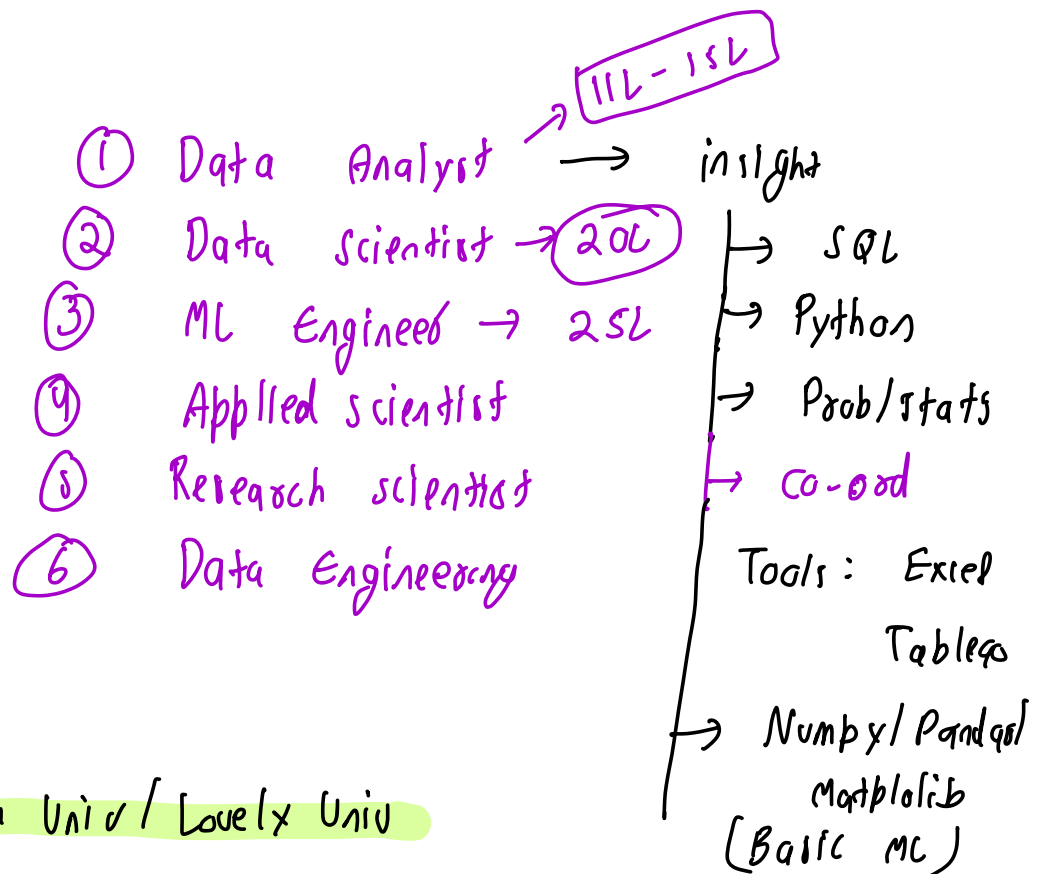 11L - 15L
① Data Analyst → insight
② Data scientist → 20L
→ SQL
③ ML Engineer → 25L
→ Python
④ Applied scientist
→ Prob/stats
⑤ Research scientist
→ co-ord
⑥ Data Engineering
Tools: Excel
Tableao
→ Numpy/Pandas/
Matplolib
Univ / Lovely Univ
(Basic ML)